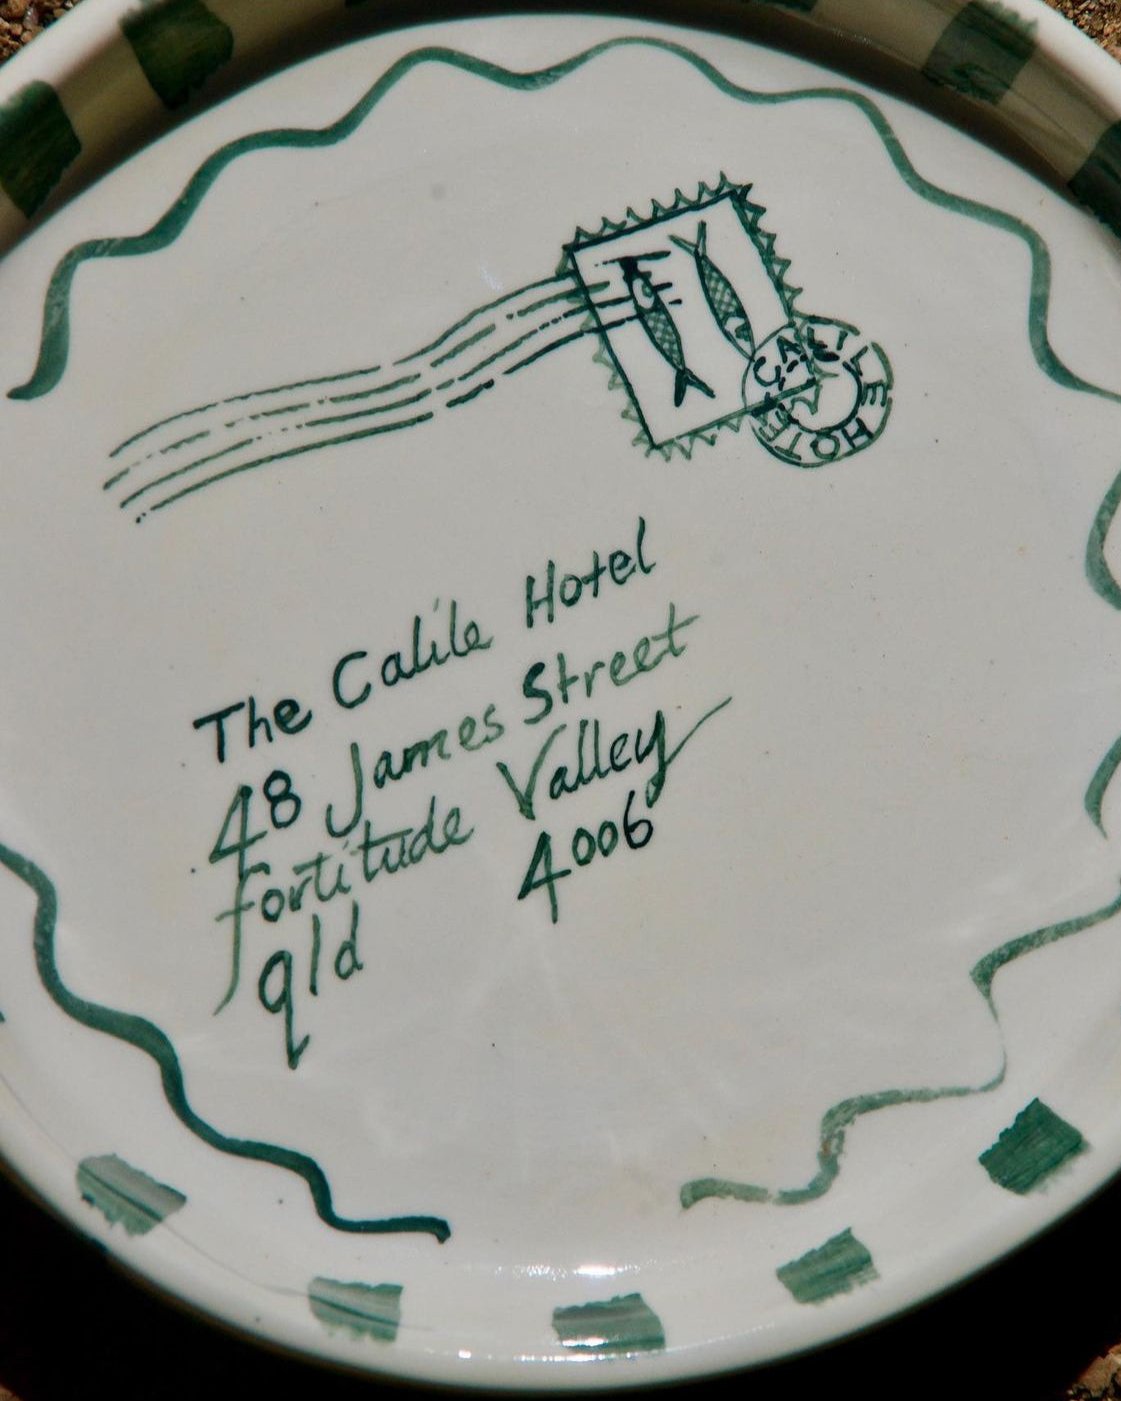 CALILE HOTEL
The Calile Hotel
48 James Street
fortitude Valley
qld 4006